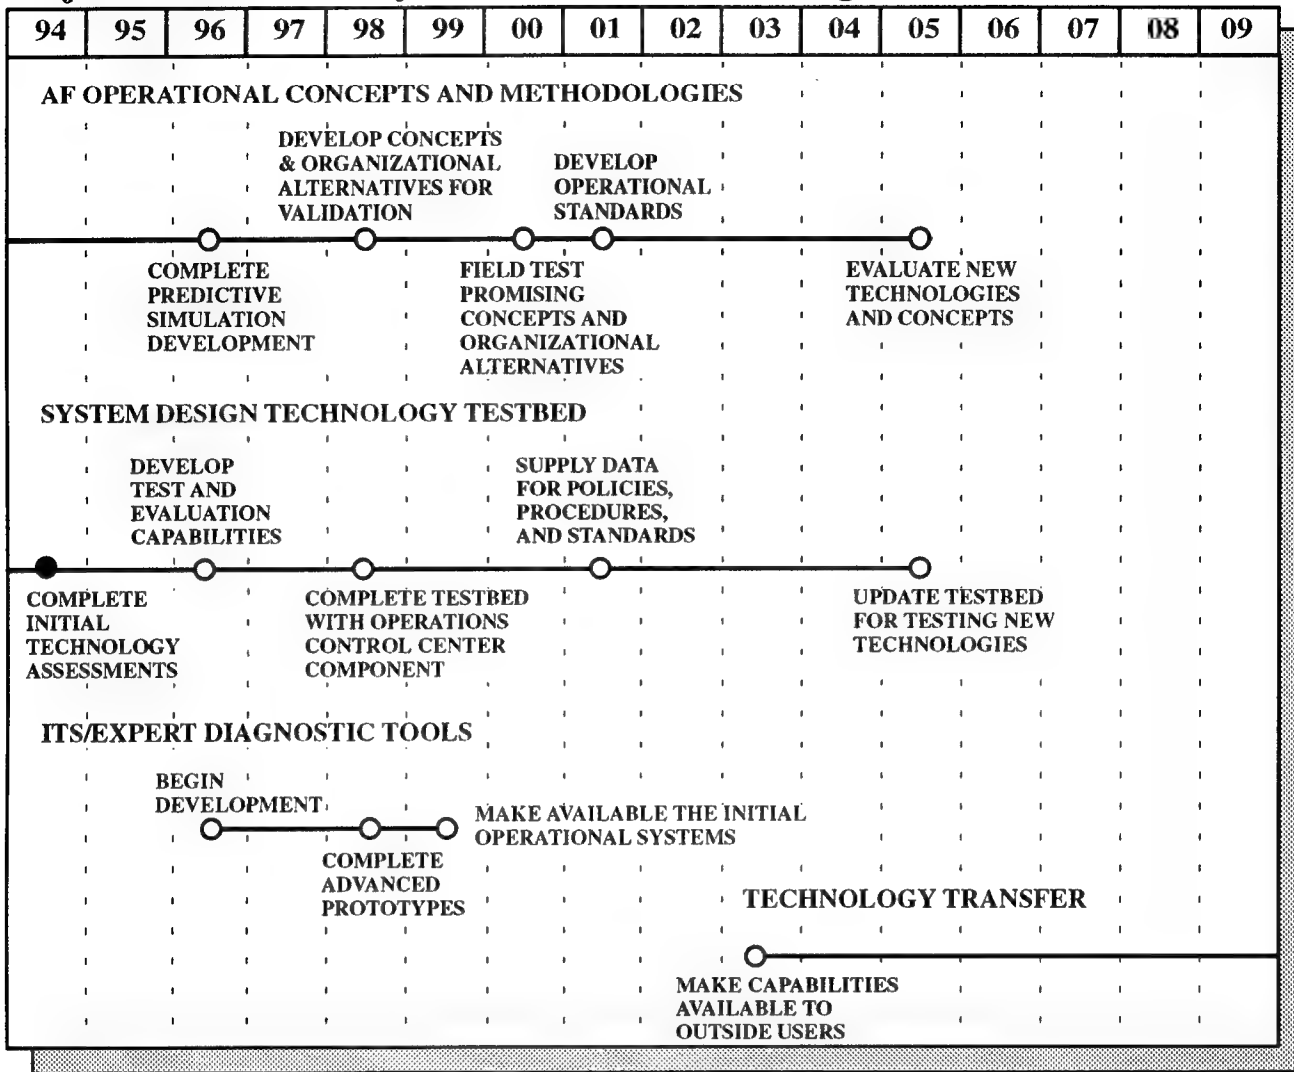 94 95 96 97 98 99 00 01 02 03 04 05 06 07 08 09
AF OPERATIONAL CONCEPTS AND METHODOLOGIES
DEVELOP CONCEPTS
& ORGANIZATIONAL
ALTERNATIVES FOR
VALIDATION
DEVELOP
OPERATIONAL
STANDARDS
COMPLETE
PREDICTIVE
SIMULATION
DEVELOPMENT
FIELD TEST
PROMISING
CONCEPTS AND
ORGANIZATIONAL
ALTERNATIVES
EVALUATE NEW
TECHNOLOGIES
AND CONCEPTS
SYSTEM DESIGN TECHNOLOGY TESTBED
DEVELOP
TEST AND
EVALUATION
CAPABILITIES
SUPPLY DATA
FOR POLICIES,
PROCEDURES,
AND STANDARDS
COMPLETE
INITIAL
TECHNOLOGY
ASSESSMENTS
COMPLETE TESTBED
WITH OPERATIONS
CONTROL CENTER
COMPONENT
UPDATE TESTBED
FOR TESTING NEW
TECHNOLOGIES
ITS/EXPERT DIAGNOSTIC TOOLS
BEGIN
DEVELOPMENT
MAKE AVAILABLE THE INITIAL
OPERATIONAL SYSTEMS
COMPLETE
ADVANCED
PROTOTYPES
TECHNOLOGY TRANSFER
MAKE CAPABILITIES
AVAILABLE TO
OUTSIDE USERS